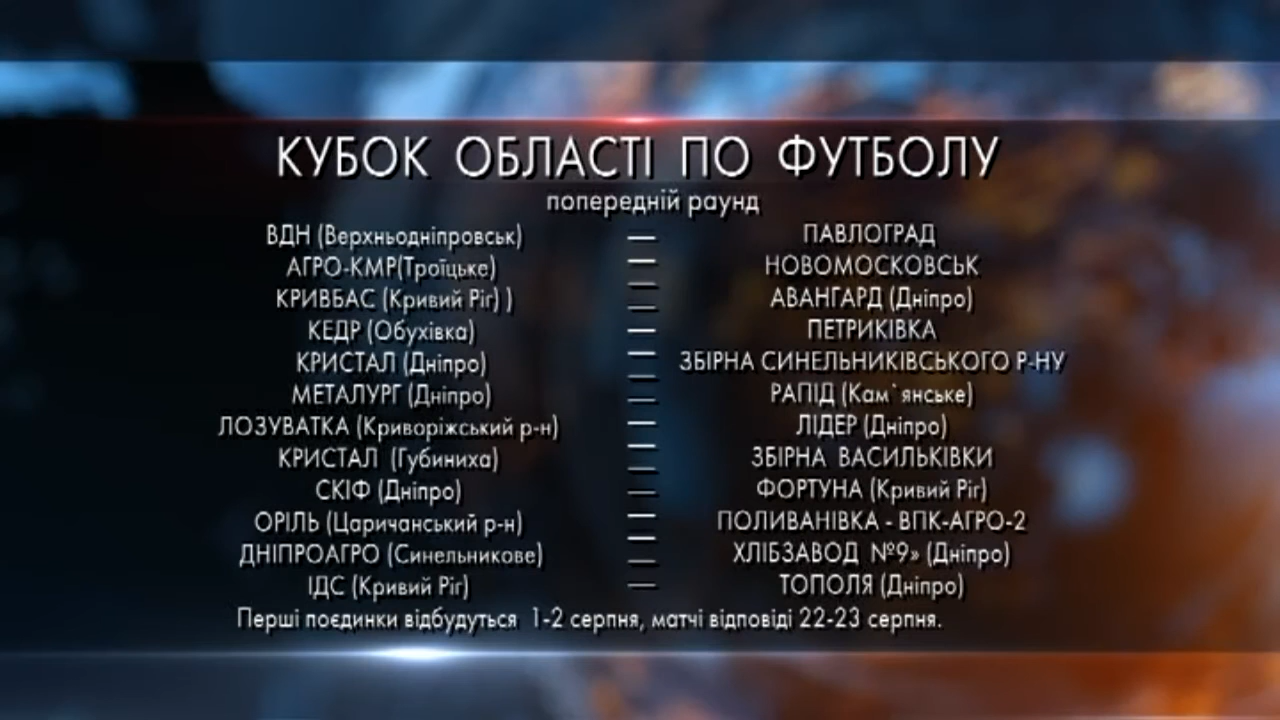 КУБОК ОБЛАСТІ ПО ФУТБОЛУ
попередній раунд
ВДН (Верхньодніпровськ) — ПАВЛОГРАД
АГРО-КМР(Троїцьке) — НОВОМОСКОВСЬК
КРИВБАС (Кривий Ріг) ) — АВАНГАРД (Дніпро)
КЕДР (Обухівка) — ПЕТРИКІВКА
КРИСТАЛ (Дніпро) — ЗБІРНА СИНЕЛЬНИКІВСЬКОГО Р-НУ
МЕТАЛУРГ (Дніпро) — РАПІД (Кам`янське)
ЛОЗУВАТКА (Криворіжський р-н) — ЛІДЕР (Дніпро)
КРИСТАЛ (Губиниха) — ЗБІРНА ВАСИЛЬКІВКИ
СКІФ (Дніпро) — ФОРТУНА (Кривий Ріг)
ОРІЛЬ (Царичанський р-н) — ПОЛИВАНІВКА - ВПК-АГРО-2
ДНІПРОАГРО (Синельникове) — ХЛІБЗАВОД №9» (Дніпро)
ІДС (Кривий Ріг) — ТОПОЛЯ (Дніпро)
Перші поєдинки відбудуться 1-2 серпня, матчі відповіді 22-23 серпня.